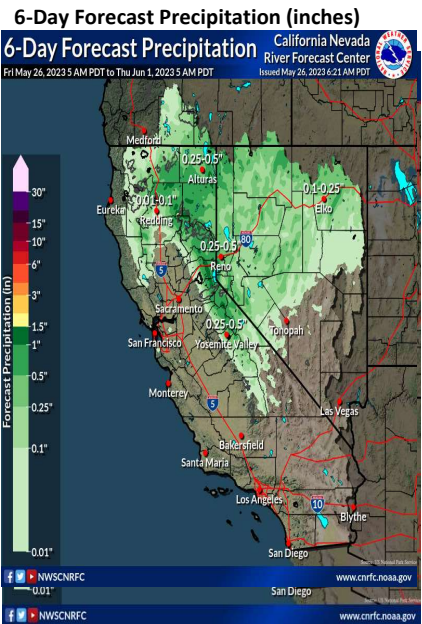 6-Day Forecast Precipitation (inches)
6-Day Forecast Precipitation
California Nevada
River Forecast Center
Fri May 26, 2023 5 AM PDT to Thu Jun 1, 2023 5 AM PDT
Issued May 26, 2023 6:21 AM PDT
Medford
0.25-0.5"
Alturas
0.01-0.1"
Redding
Eureka
0.1-0.25"
Elko
80
0.25-0.5"
Reno
5
Sacramento
0.25-0.5"
Yosemite Valley
Tonopah
San Francisco
Monterey
5
Las Vegas
Bakersfield
Santa Maria
Los Angeles
10
Blythe
San Diego
Forecast Precipitation (in)
30"
15"
10"
6"
3"
1.5"
1"
0.5"
0.25"
0.1"
0.01"
NWSCNRFC
www.cnrfc.noaa.gov
0.01"
San Diego
NWSCNRFC
www.cnrfc.noaa.gov